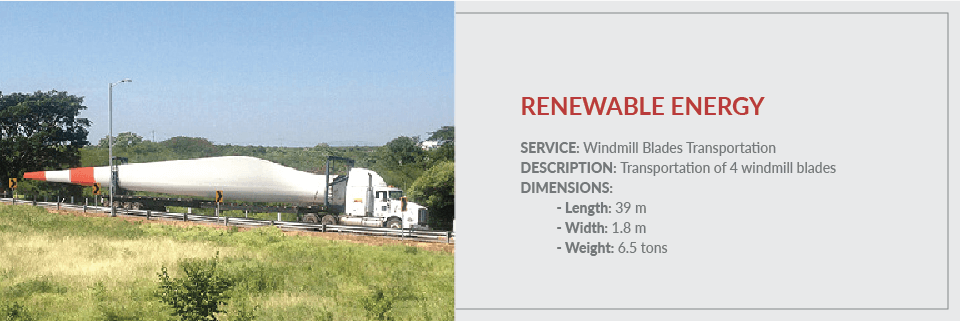 RENEWABLE ENERGY
SERVICE: Windmill Blades Transportation
DESCRIPTION: Transportation of 4 windmill blades
DIMENSIONS:
- Length: 39 m
- Width: 1.8 m
- Weight: 6.5 tons